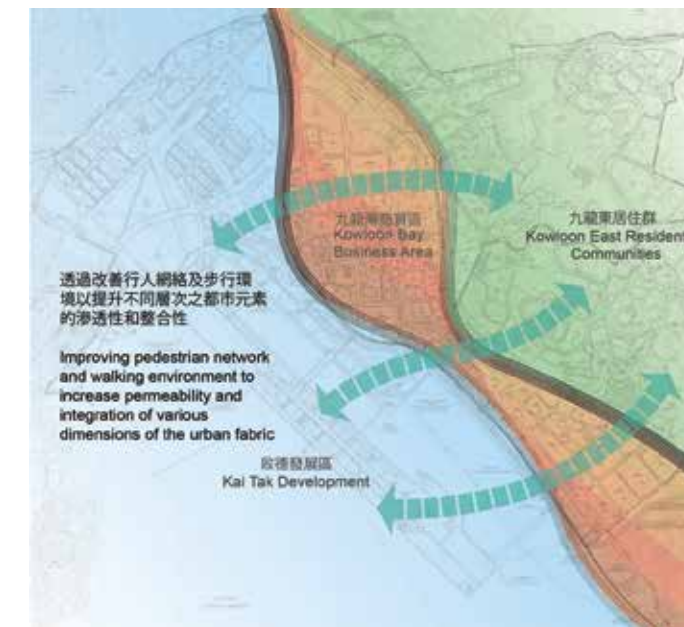 九龍灣商貿區
Kowloon Bay
Business Area
九龍東居住群
Kowloon East Resident
Communities
透過改善行人網絡及步行環
境以提升不同層次之都市元素
的滲透性和整合性
Improving pedestrian network
and walking environment to
increase permeability and
integration of various
dimensions of the urban fabric
啟德發展區
Kai Tak Development